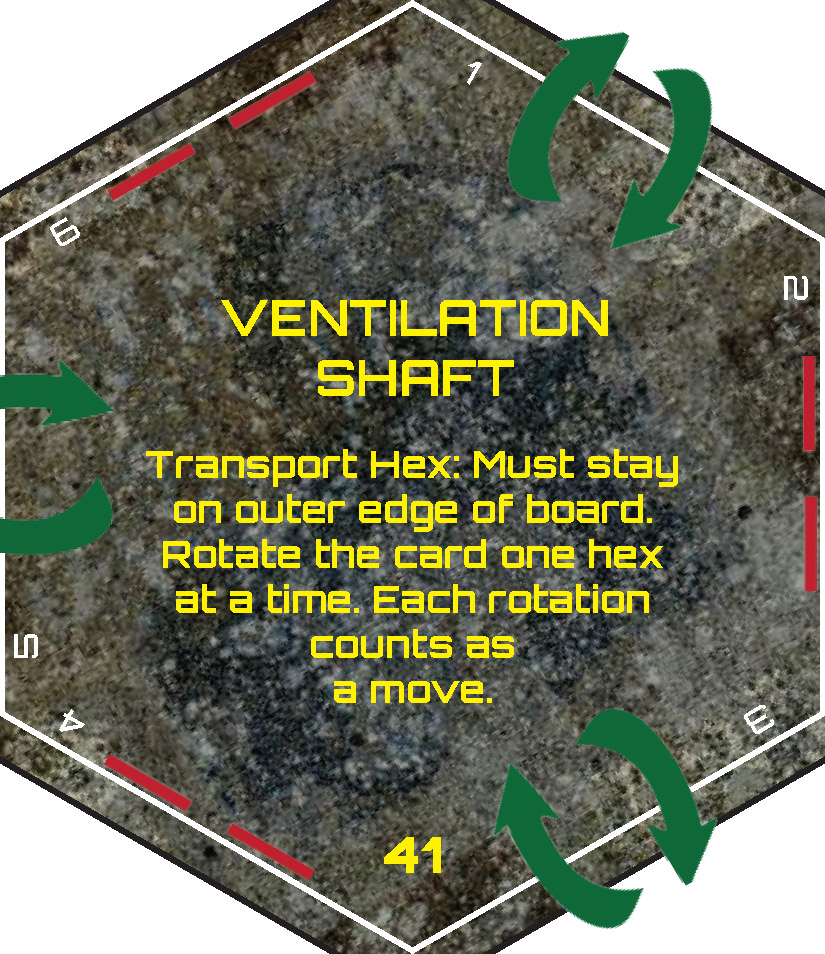 1
6
2
VENTILATION
SHAFT
Transport Hex: Must stay
on outer edge of board.
Rotate the card one hex
at a time. Each rotation
counts as
a move.
5
4
3
41